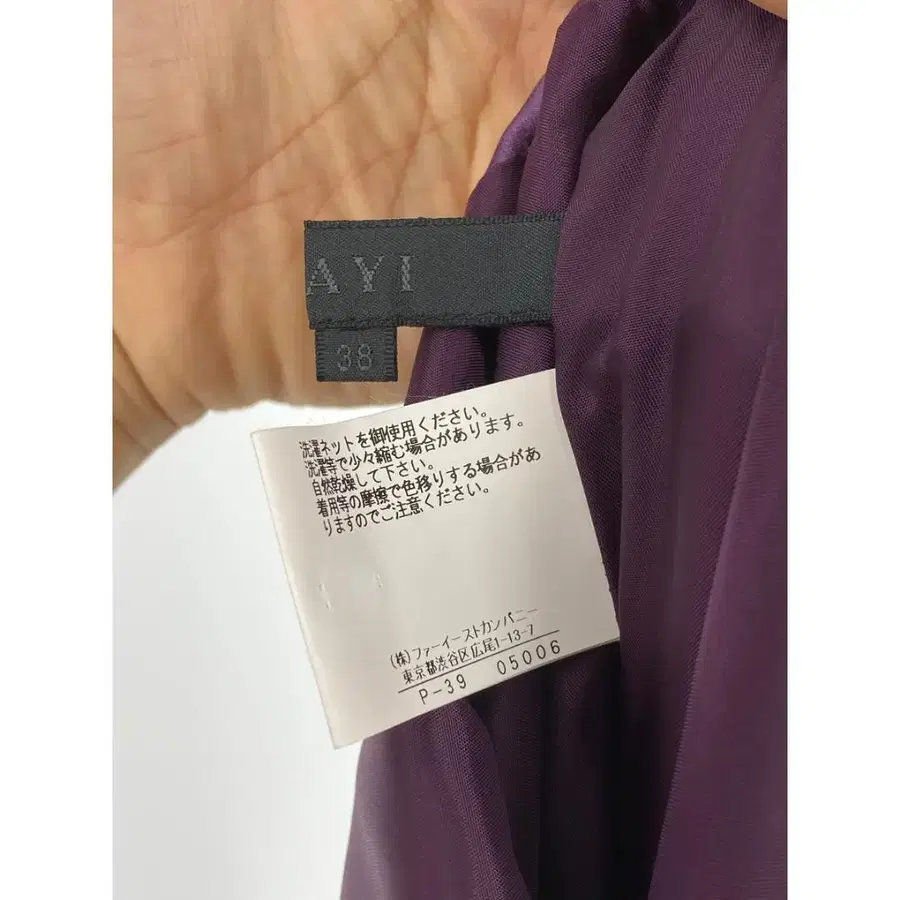 AYI
38
洗濯ネットを御使用ください。
洗濯等で少々縮む場合があります。
自然乾燥して下さい。
着用等の摩擦で色移りする場合があ
りますのでご注意ください。
(株)ファーイーストカンパニー
東京都渋谷区広尾1-13-7
P-39 05006